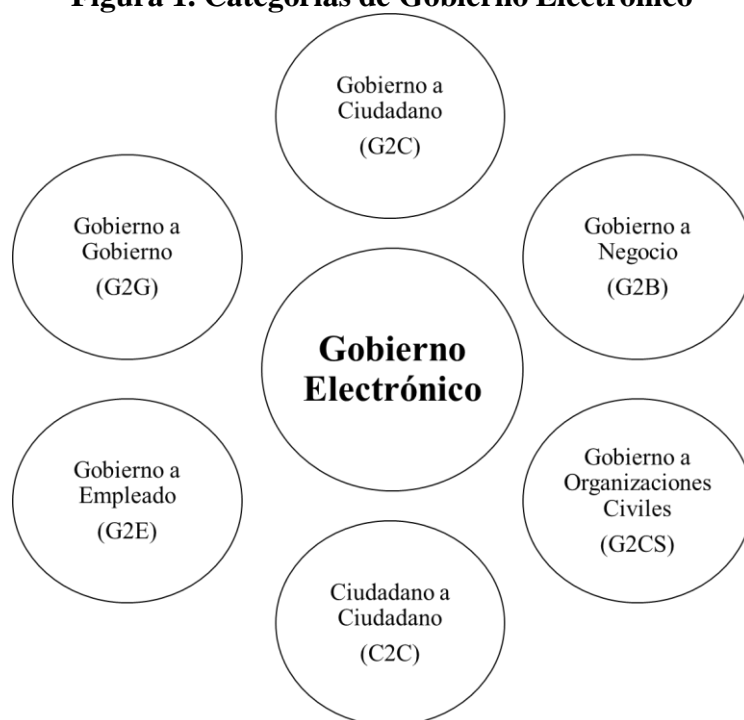 Figura 1. Categorías de Gobierno Electrónico
Gobierno a
Ciudadano
(G2C)
Gobierno a
Gobierno
(G2G)
Gobierno a
Negocio
(G2B)
Gobierno
Electrónico
Gobierno a
Empleado
(G2E)
Gobierno a
Organizaciones
Civiles
(G2CS)
Ciudadano a
Ciudadano
(C2C)